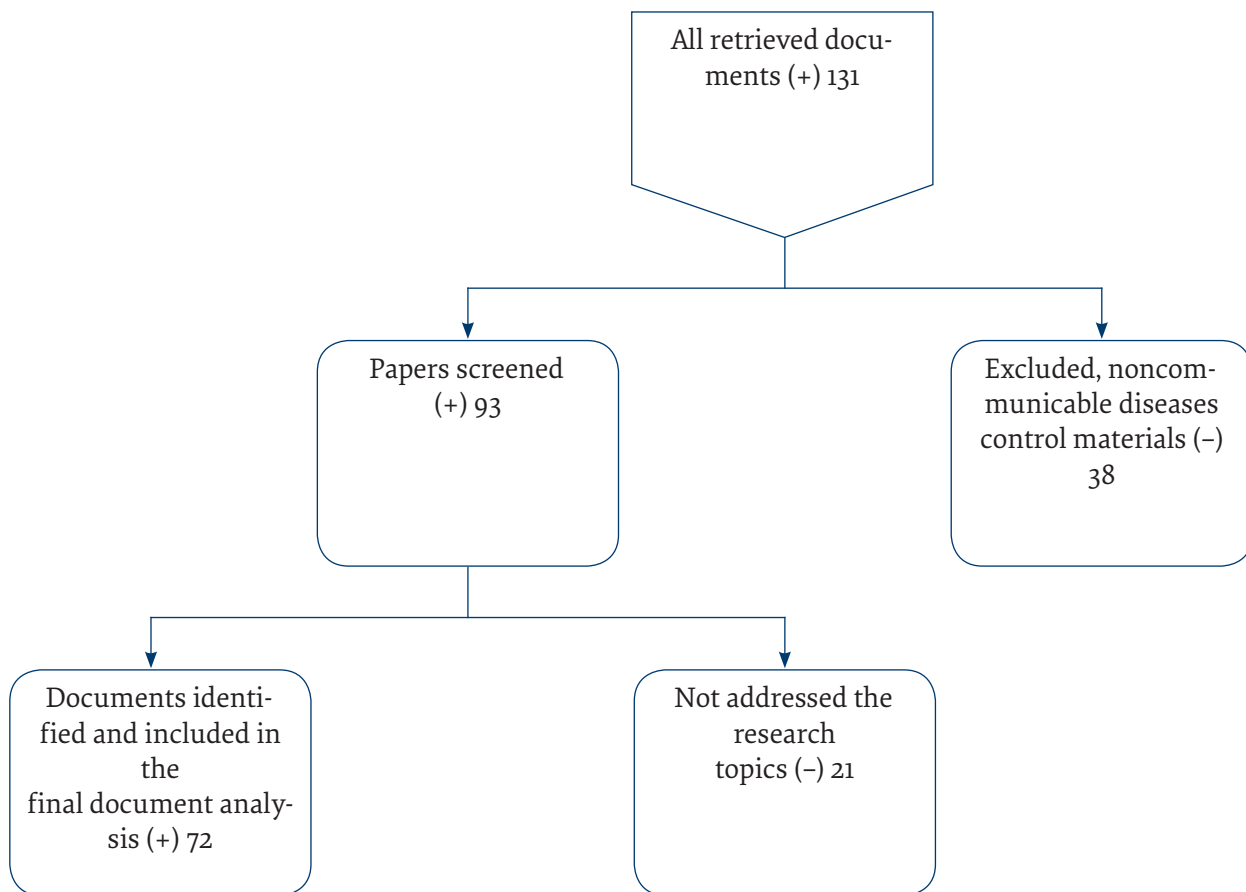 All retrieved docu-
ments (+) 131
Papers screened
(+) 93
Excluded, noncom-
municable diseases
control materials (–)
38
Documents identi-
fied and included in
the
final document analy-
sis (+) 72
Not addressed the
research
topics (–) 21